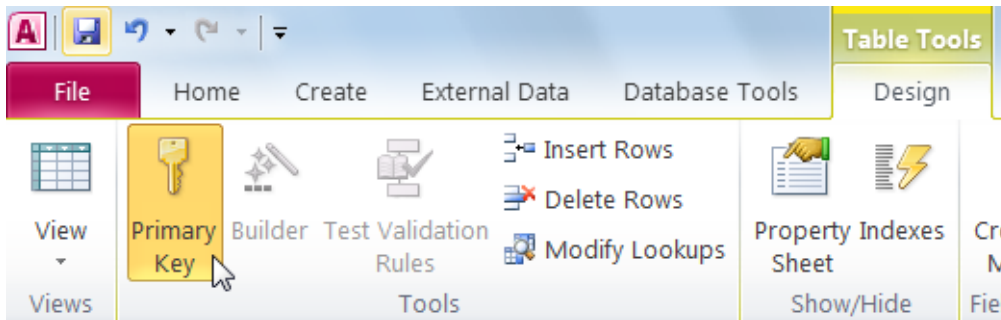 A
Table Tools
File Home Create External Data Database Tools Design
Insert Rows
Delete Rows
Modify Lookups
View Primary Key Builder Test Validation Rules Property Sheet Indexes
Views Tools Show/Hide